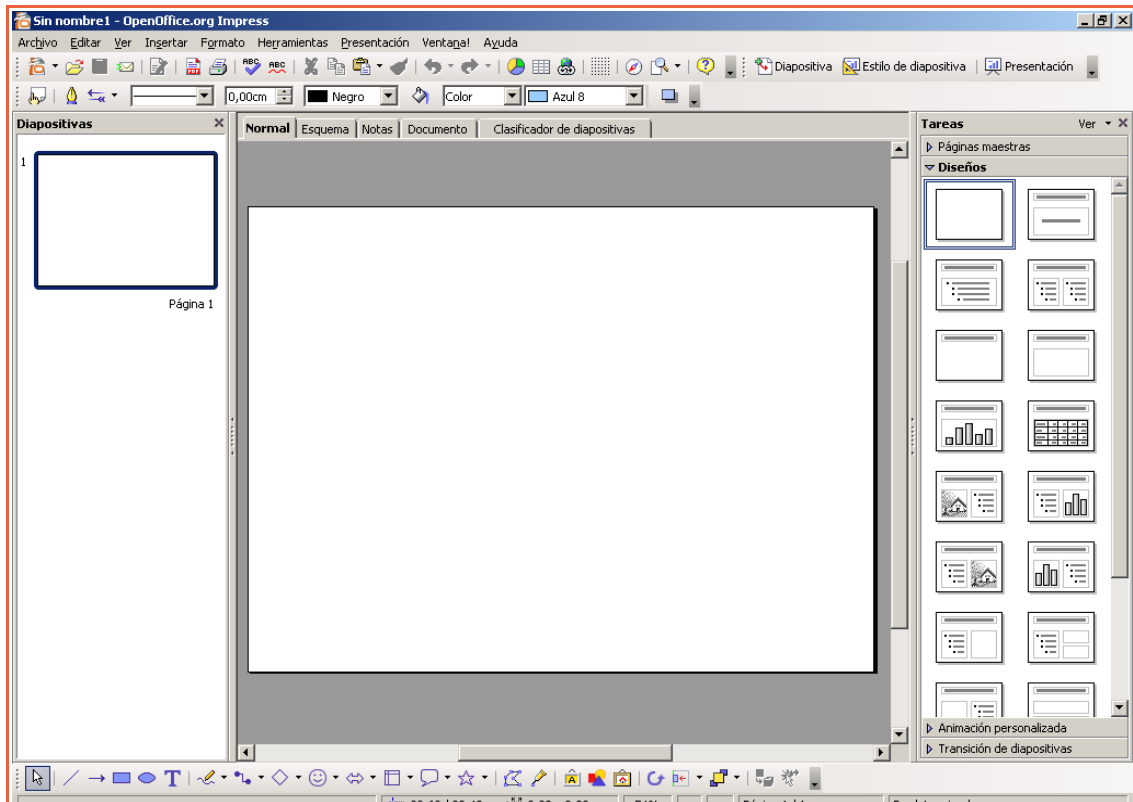 Sin nombre1 - OpenOffice.org Impress
Archivo Editar Ver Insertar Formato Herramientas Presentación Ventana! Ayuda
Diapositiva Estilo de diapositiva Presentación
0,00cm Negro Color Azul 8
Diapositivas
1
Página 1
Normal Esquema Notas Documento Clasificador de diapositivas
Tareas Ver
Páginas maestras
Diseños
Animación personalizada
Transición de diapositivas